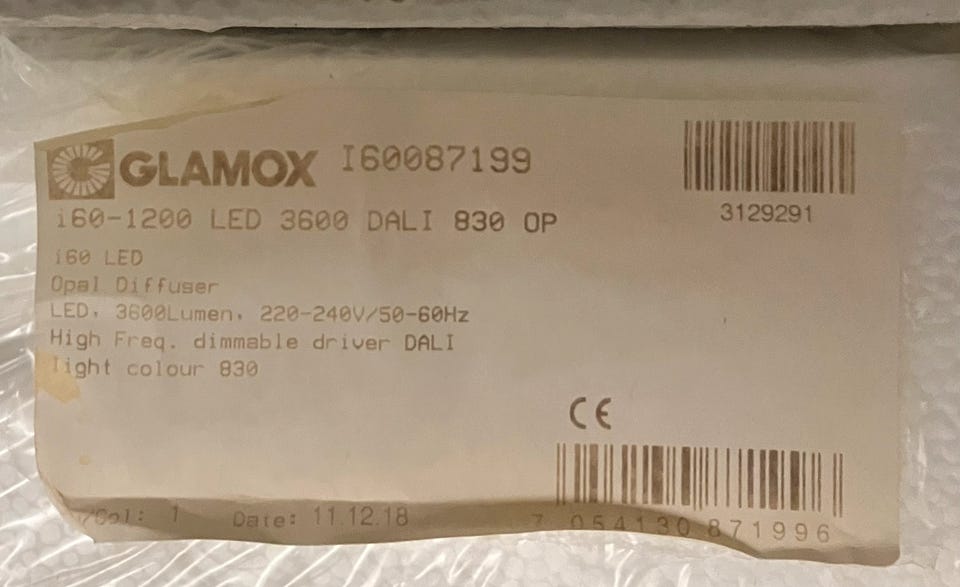 GLAMOX I60087199
3129291
i60-1200 LED 3600 DALI 830 OP
i60 LED
Opal Diffuser
LED, 3600Lumen, 220-240V/50-60Hz
High Freq. dimmable driver DALI
light colour 830
CE
/Col: 1 Date: 11.12.18
7 054130 871996